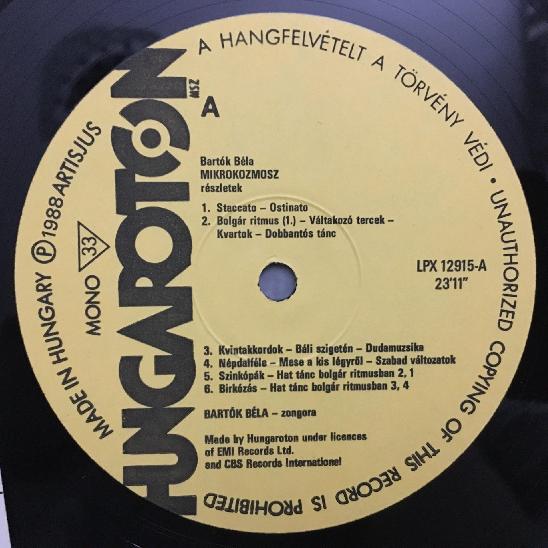 A HANGFELVÉTELT A TÖRVÉNY VÉDI • UNAUTHORIZED COPYING OF THIS RECORD IS PROHIBITED
MADE IN HUNGARY Ⓟ 1988 ARTISJUS
MONO 33
HUNGAROTON
MSZ
A
Bartók Béla
MIKROKOZMOSZ
részletek
1. Staccato – Ostinato
2. Bolgár ritmus (1.) – Váltakozó tercek –
Kvartok – Dobbantós tánc
LPX 12915-A
23'11"
3. Kvintakkordok – Báli szigetén – Dudamuzsika
4. Népdalféle – Mese a kis légyről – Szabad változatok
5. Szinkópák – Hat tánc bolgár ritmusban 2, 1
6. Birkózás – Hat tánc bolgár ritmusban 3, 4
BARTÓK BÉLA – zongora
Made by Hungaroton under licences
of EMI Records Ltd.
and CBS Records International